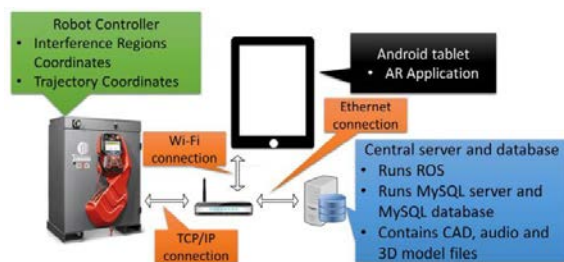 Robot Controller
• Interference Regions
Coordinates
• Trajectory Coordinates
Android tablet
• AR Application
Ethernet
connection
Wi-Fi
connection
Central server and database
• Runs ROS
• Runs MySQL server and
MySQL database
• Contains CAD, audio and
3D model files
TCP/IP
connection